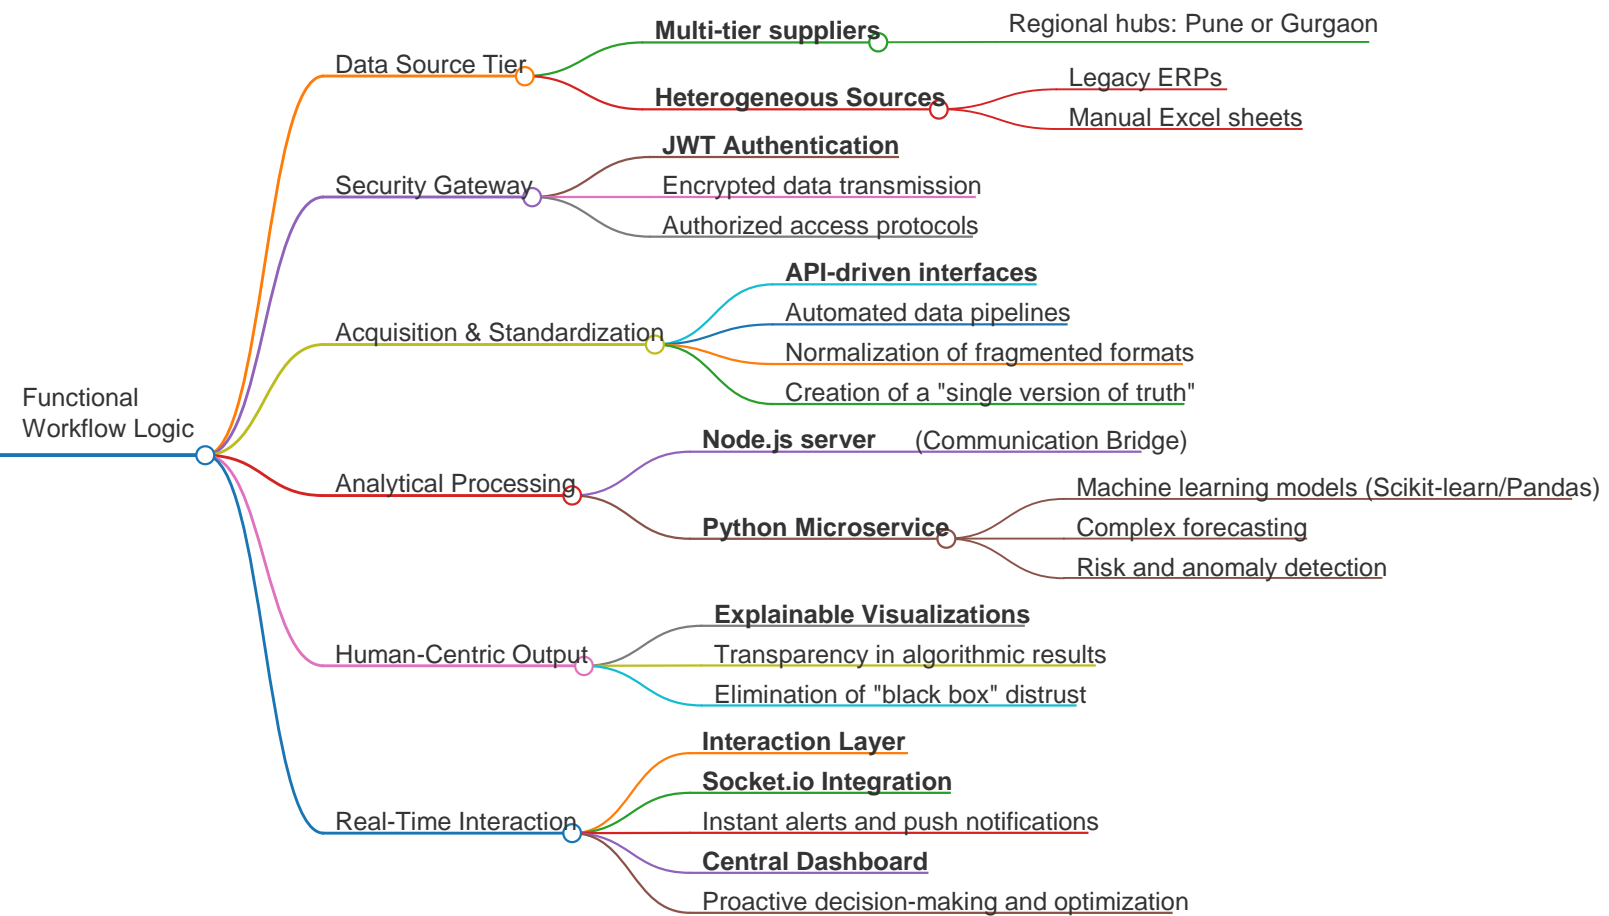 Functional
Workflow Logic
Data Source Tier
Multi-tier suppliers
Regional hubs: Pune or Gurgaon
Heterogeneous Sources
Legacy ERPs
Manual Excel sheets
Security Gateway
JWT Authentication
Encrypted data transmission
Authorized access protocols
Acquisition & Standardization
API-driven interfaces
Automated data pipelines
Normalization of fragmented formats
Creation of a "single version of truth"
Analytical Processing
Node.js server (Communication Bridge)
Python Microservice
Machine learning models (Scikit-learn/Pandas)
Complex forecasting
Risk and anomaly detection
Human-Centric Output
Explainable Visualizations
Transparency in algorithmic results
Elimination of "black box" distrust
Real-Time Interaction
Interaction Layer
Socket.io Integration
Instant alerts and push notifications
Central Dashboard
Proactive decision-making and optimization